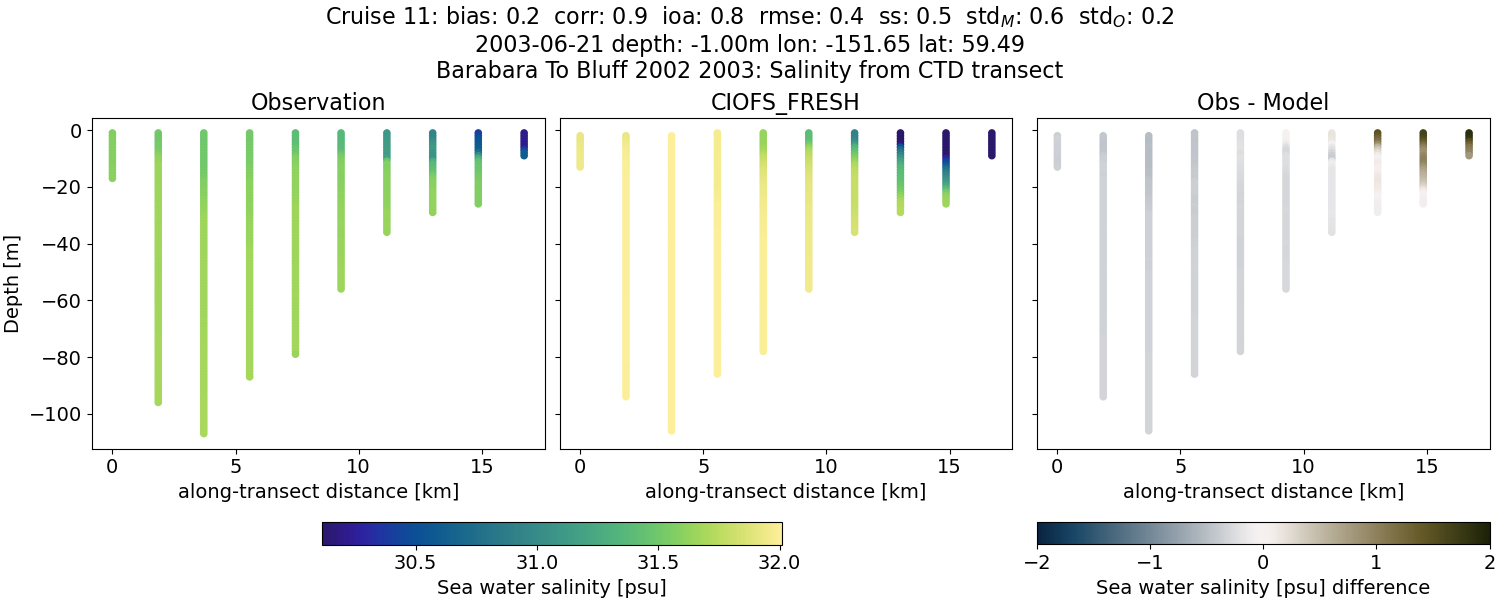 Cruise 11: bias: 0.2 corr: 0.9 ioa: 0.8 rmse: 0.4 ss: 0.5 std_M: 0.6 std_O: 0.2
2003-06-21 depth: -1.00m lon: -151.65 lat: 59.49
Barabara To Bluff 2002 2003: Salinity from CTD transect
Observation
CIOFS_FRESH
Obs - Model
Depth [m]
0
−20
−40
−60
−80
−100
0 5 10 15
0 5 10 15
0 5 10 15
along-transect distance [km]
along-transect distance [km]
along-transect distance [km]
30.5 31.0 31.5 32.0
Sea water salinity [psu]
−2 −1 0 1 2
Sea water salinity [psu] difference